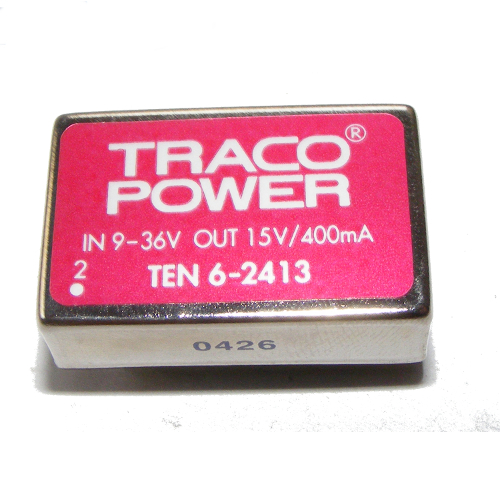 TRACO®
POWER
IN 9-36V OUT 15V/400mA
2 TEN 6-2413
0426